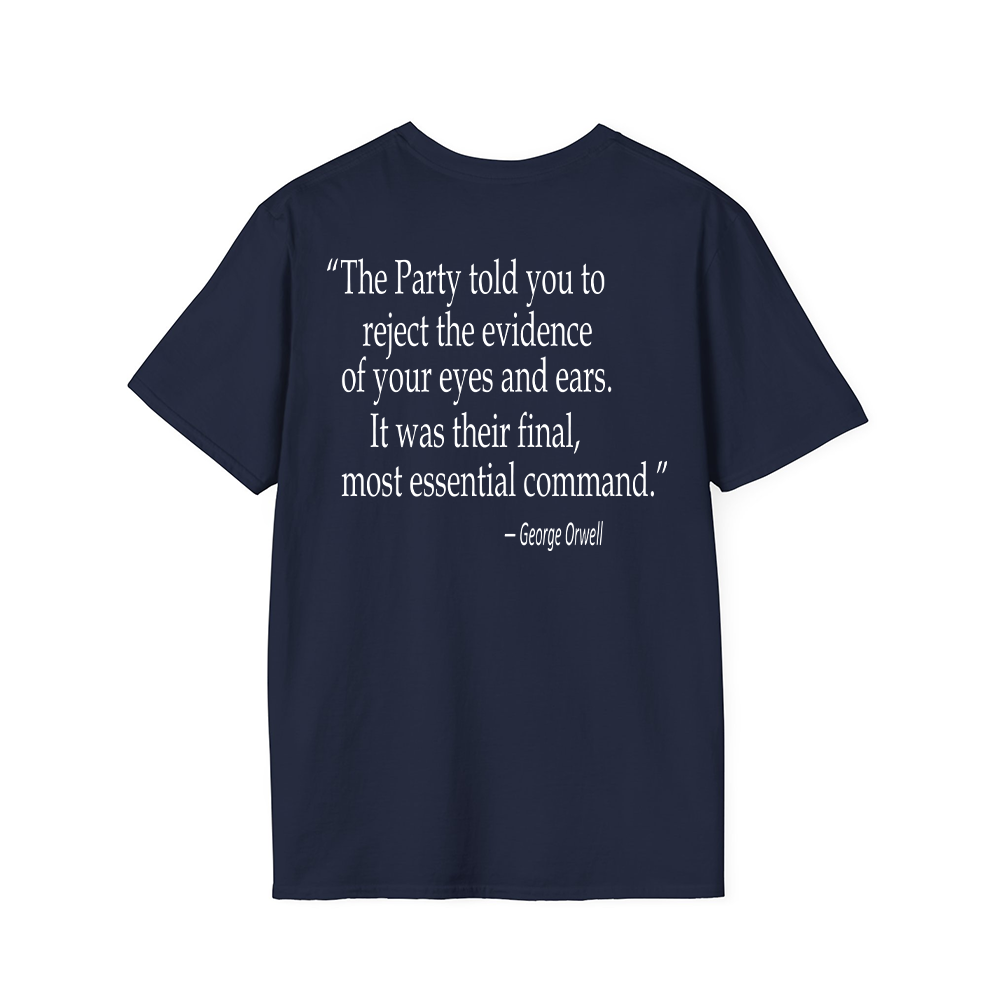 “The Party told you to
reject the evidence
of your eyes and ears.
It was their final,
most essential command.”
– George Orwell